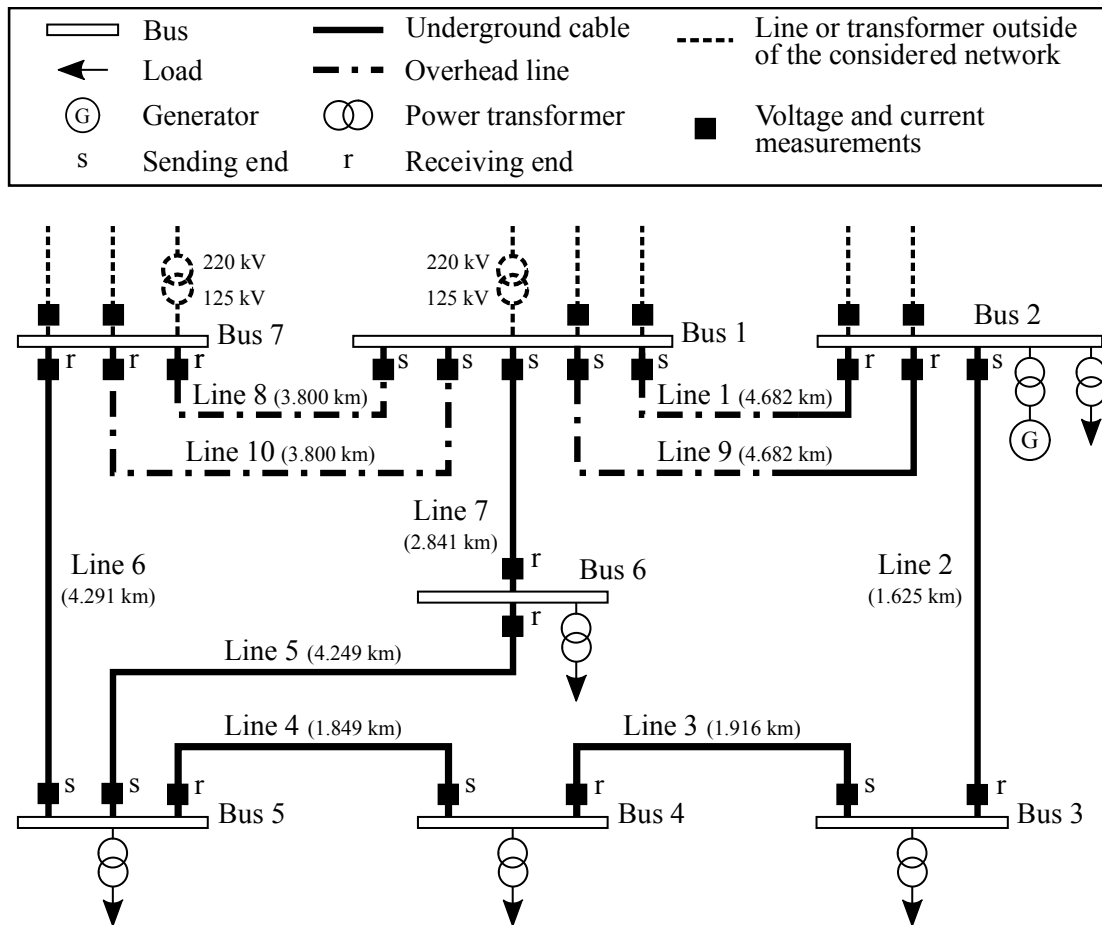 Bus Underground cable Line or transformer outside
of the considered network
Load Overhead line
G Generator Power transformer Voltage and current
measurements
s Sending end r Receiving end
220 kV 220 kV
125 kV 125 kV
Bus 7 Bus 1 Bus 2
r r r s s s s s r r s
Line 8 (3.800 km) Line 1 (4.682 km)
G
Line 10 (3.800 km) Line 9 (4.682 km)
Line 7
(2.841 km)
Line 6 r Bus 6 Line 2
(4.291 km) (1.625 km)
r
Line 5 (4.249 km)
Line 4 (1.849 km) Line 3 (1.916 km)
s s r s r s r
Bus 5 Bus 4 Bus 3